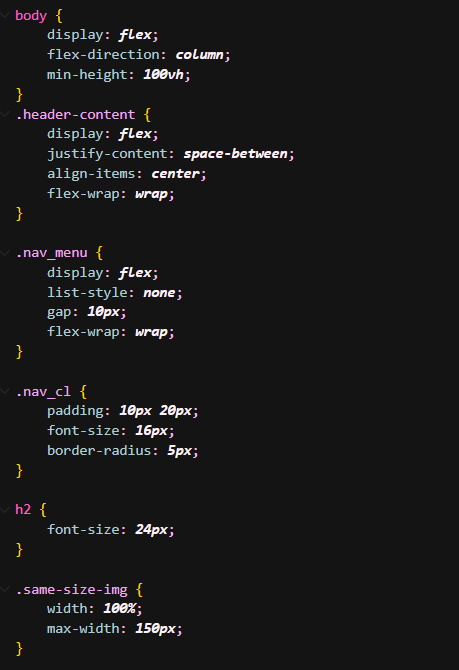 body {
    display: flex;
    flex-direction: column;
    min-height: 100vh;
}
.header-content {
    display: flex;
    justify-content: space-between;
    align-items: center;
    flex-wrap: wrap;
}

.nav_menu {
    display: flex;
    list-style: none;
    gap: 10px;
    flex-wrap: wrap;
}

.nav_cl {
    padding: 10px 20px;
    font-size: 16px;
    border-radius: 5px;
}

h2 {
    font-size: 24px;
}

.same-size-img {
    width: 100%;
    max-width: 150px;
}